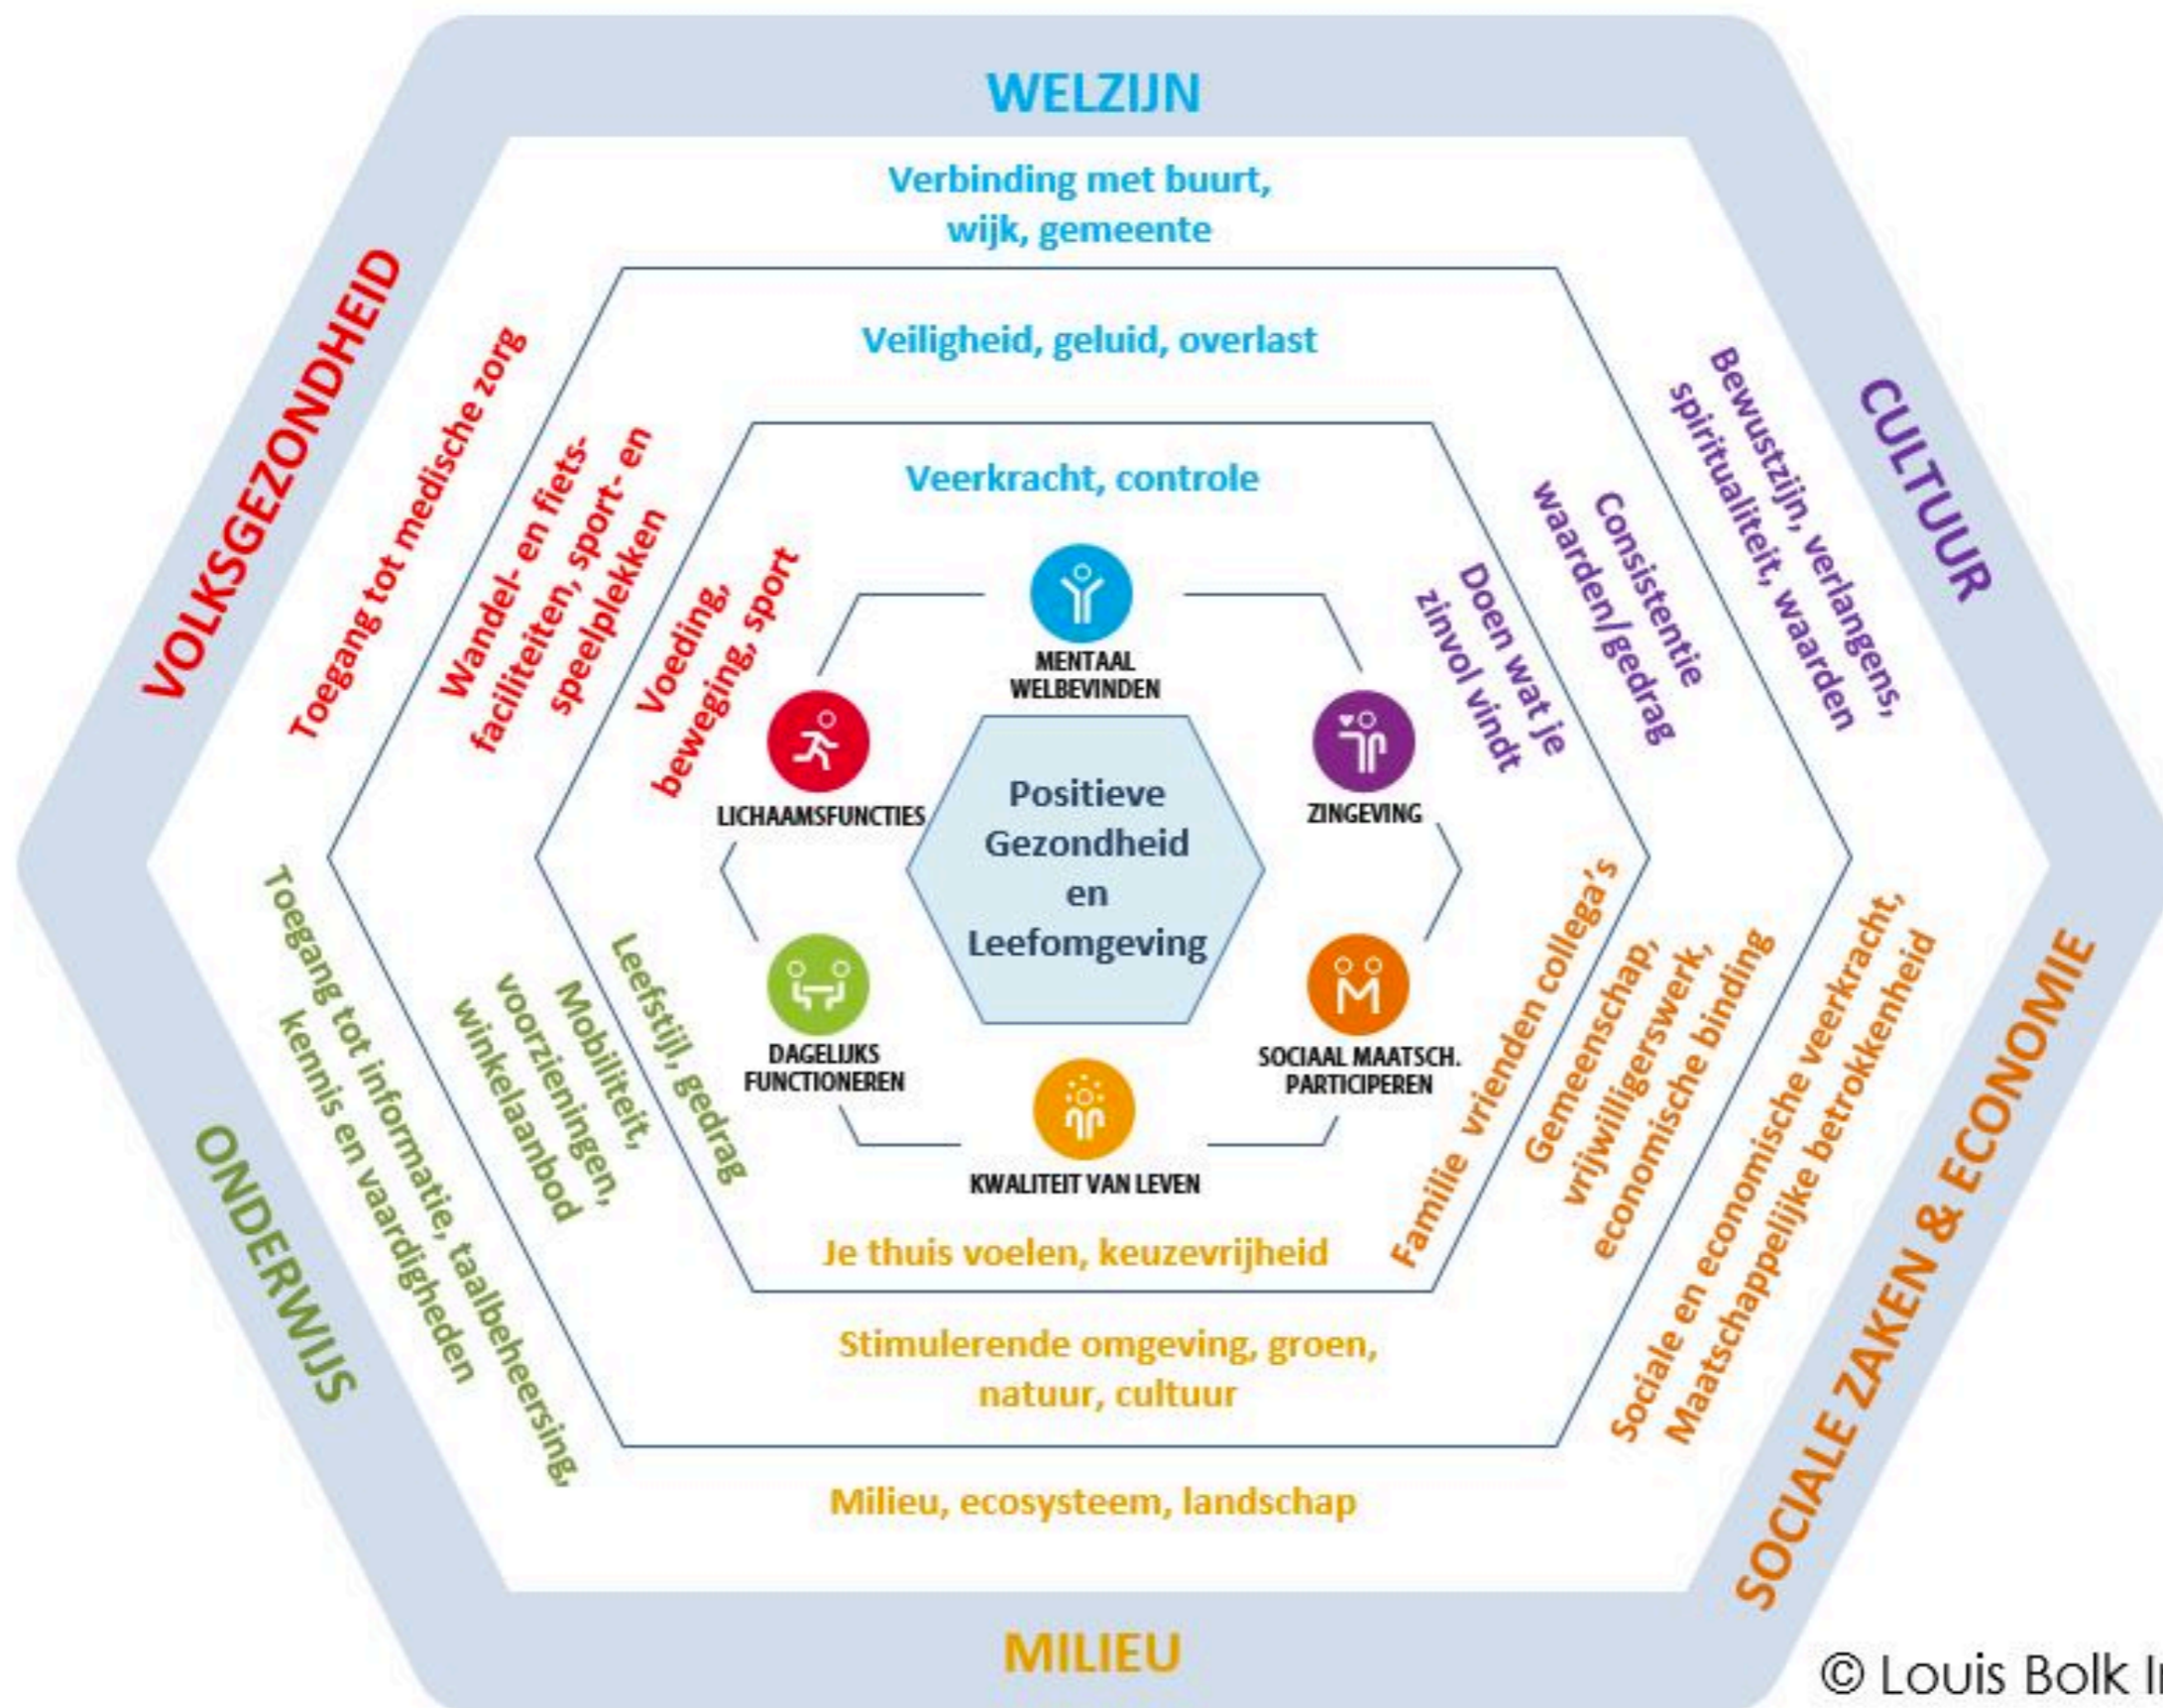 WELZIJN
Verbinding met buurt,
wijk, gemeente
Veiligheid, geluid, overlast
Veerkracht, controle
MENTAAL
WELBEVINDEN
VOLKSGEZONDHEID
Toegang tot medische zorg
Wandel- en fiets-
faciliteiten, sport- en
speelplekken
Voeding,
beweging, sport
LICHAAMSFUNCTIES
CULTUUR
Bewustzijn, verlangens,
spiritualiteit, waarden
Consistentie
waarden/gedrag
Doen wat je
zinvol vindt
ZINGEVING
Positieve
Gezondheid
en
Leefomgeving
ONDERWIJS
Toegang tot informatie, taalbeheersing,
kennis en vaardigheden
Mobiliteit,
voorzieningen,
winkelaanbod
Leefstijl, gedrag
DAGELIJKS
FUNCTIONEREN
SOCIAAL MAATSCH.
PARTICIPEREN
Familie vrienden collega's
Gemeenschap,
vrijwilligerswerk,
economische binding
Sociale en economische veerkracht,
Maatschappelijke betrokkenheid
SOCIALE ZAKEN & ECONOMIE
KWALITEIT VAN LEVEN
Je thuis voelen, keuzevrijheid
Stimulerende omgeving, groen,
natuur, cultuur
Milieu, ecosysteem, landschap
MILIEU
© Louis Bolk